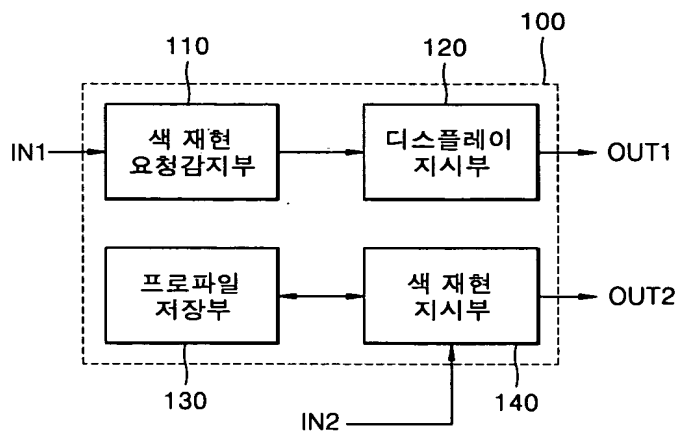 100
110
120
IN1
색 재현
요청감지부
디스플레이
지시부
OUT1
프로파일
저장부
색 재현
지시부
OUT2
130
140
IN2